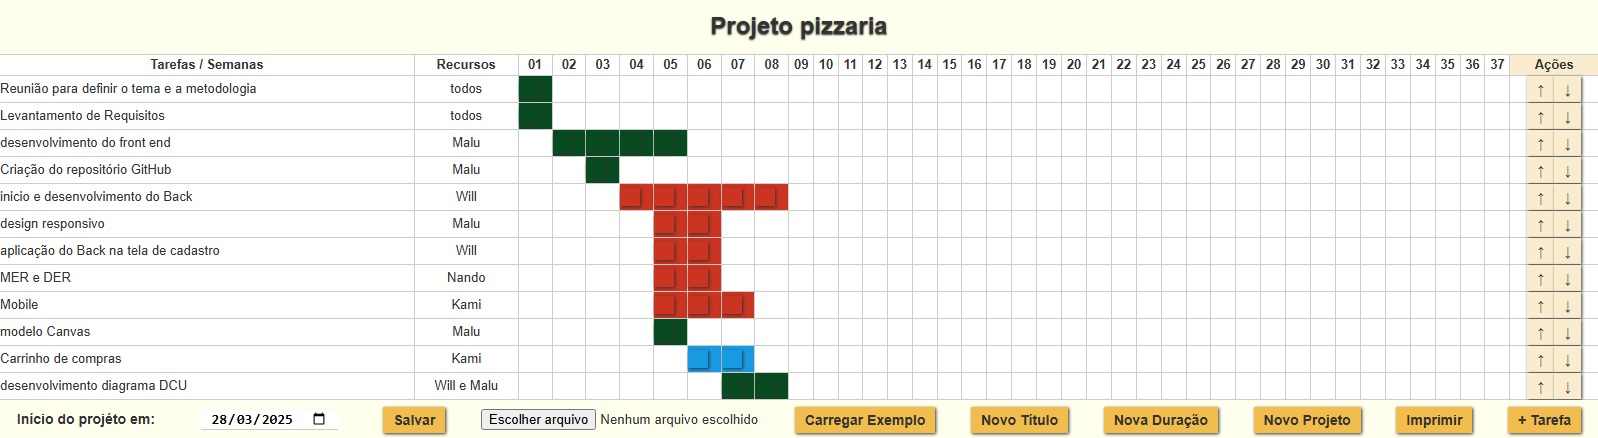 Projeto pizzaria
Tarefas / Semanas Recursos 01 02 03 04 05 06 07 08 09 10 11 12 13 14 15 16 17 18 19 20 21 22 23 24 25 26 27 28 29 30 31 32 33 34 35 36 37 Ações
Reunião para definir o tema e a metodologia todos ↑ ↓
Levantamento de Requisitos todos ↑ ↓
desenvolvimento do front end Malu ↑ ↓
Criação do repositório GitHub Malu ↑ ↓
inicio e desenvolvimento do Back Will ↑ ↓
design responsivo Malu ↑ ↓
aplicação do Back na tela de cadastro Will ↑ ↓
MER e DER Nando ↑ ↓
Mobile Kami ↑ ↓
modelo Canvas Malu ↑ ↓
Carrinho de compras Kami ↑ ↓
desenvolvimento diagrama DCU Will e Malu ↑ ↓
Início do projéto em: 28/03/2025 Salvar Escolher arquivo Nenhum arquivo escolhido Carregar Exemplo Novo Título Nova Duração Novo Projeto Imprimir + Tarefa